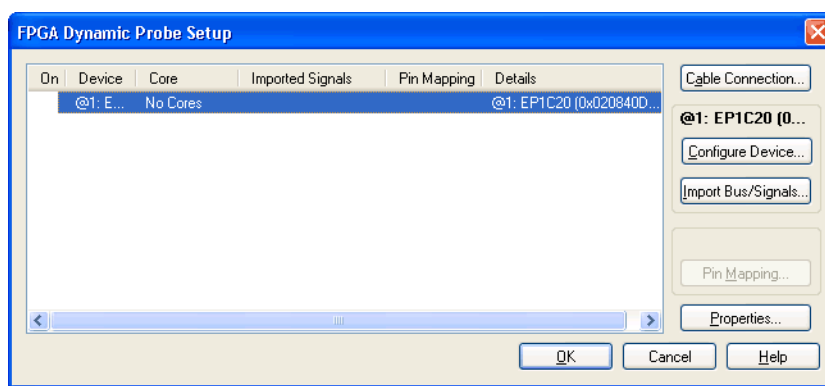 FPGA Dynamic Probe Setup
On Device Core Imported Signals Pin Mapping Details
@1: E... No Cores @1: EP1C20 (0x020840D...
Cable Connection...
@1: EP1C20 (0...
Configure Device...
Import Bus/Signals...
Pin Mapping...
Properties...
OK Cancel Help